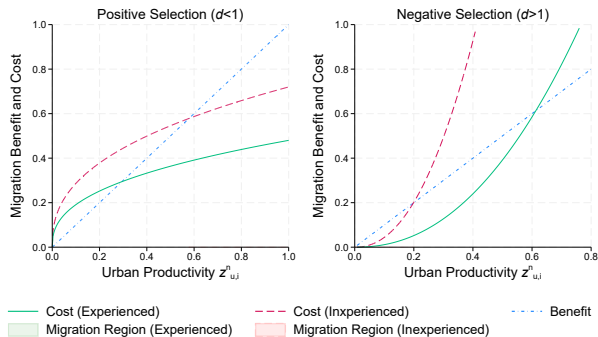 Positive Selection (d<1)
Negative Selection (d>1)
Migration Benefit and Cost
1.0
0.8
0.6
0.4
0.2
0.0
0.0 0.2 0.4 0.6 0.8 1.0
Urban Productivity z^n_{u,i}
Migration Benefit and Cost
1.0
0.8
0.6
0.4
0.2
0.0
0.0 0.2 0.4 0.6 0.8
Urban Productivity z^n_{u,i}
Cost (Experienced) Cost (Inxperienced) Benefit
Migration Region (Experienced) Migration Region (Inexperienced)